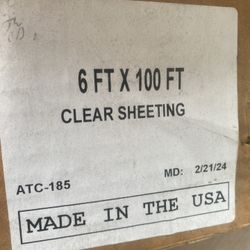 6 FT X 100 FT
CLEAR SHEETING
ATC-185
MD: 2/21/24
MADE IN THE USA